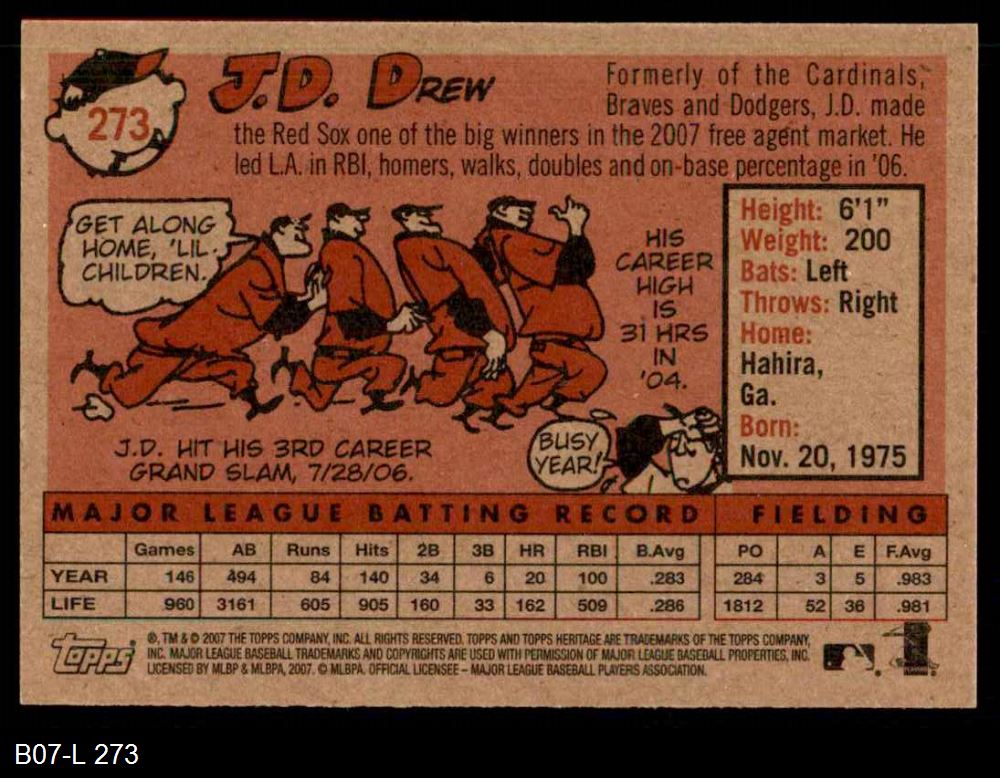 273
J.D. DREW
Formerly of the Cardinals,
Braves and Dodgers, J.D. made
the Red Sox one of the big winners in the 2007 free agent market. He
led L.A. in RBI, homers, walks, doubles and on-base percentage in '06.
GET ALONG
HOME, 'LIL
CHILDREN.
HIS
CAREER
HIGH
IS
31 HRS
IN
'04.
J.D. HIT HIS 3RD CAREER
GRAND SLAM, 7/28/06.
BUSY
YEAR!
Height: 6'1"
Weight: 200
Bats: Left
Throws: Right
Home:
Hahira,
Ga.
Born:
Nov. 20, 1975
MAJOR LEAGUE BATTING RECORD FIELDING
Games AB Runs Hits 2B 3B HR RBI B.Avg PO A E F.Avg
YEAR 146 494 84 140 34 6 20 100 .283 284 3 5 .983
LIFE 960 3161 605 905 160 33 162 509 .286 1812 52 36 .981
Topps
®, TM & © 2007 THE TOPPS COMPANY, INC. ALL RIGHTS RESERVED. TOPPS AND TOPPS HERITAGE ARE TRADEMARKS OF THE TOPPS COMPANY,
INC. MAJOR LEAGUE BASEBALL TRADEMARKS AND COPYRIGHTS ARE USED WITH PERMISSION OF MAJOR LEAGUE BASEBALL PROPERTIES, INC.
LICENSED BY MLBP & MLBPA, 2007. © MLBPA. OFFICIAL LICENSEE – MAJOR LEAGUE BASEBALL PLAYERS ASSOCIATION.
B07-L 273